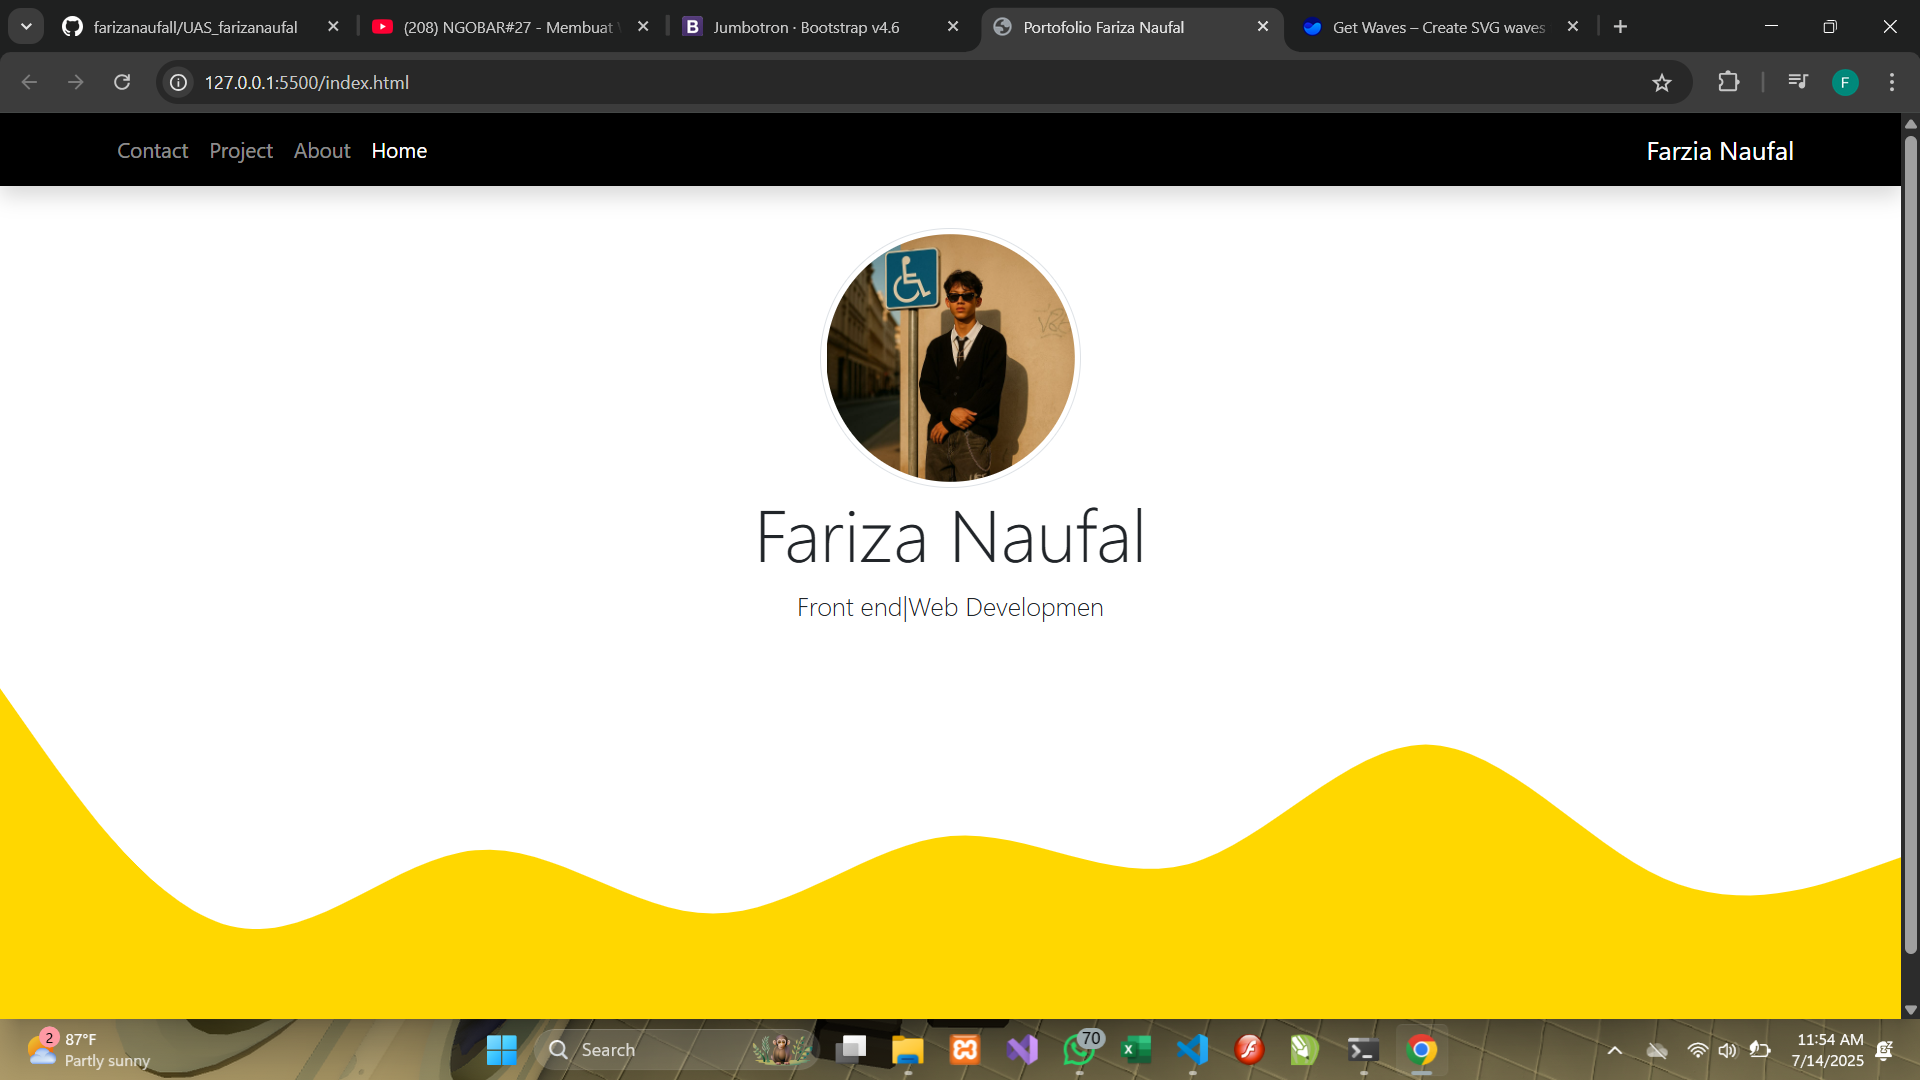 farizanaufall/UAS_farizanaufal
(208) NGOBAR#27 - Membuat
Jumbotron · Bootstrap v4.6
Portofolio Fariza Naufal
Get Waves – Create SVG waves
127.0.0.1:5500/index.html
F
Contact Project About Home
Farzia Naufal
Fariza Naufal
Front end|Web Developmen
2
87°F
Partly sunny
Search
70
11:54 AM
7/14/2025